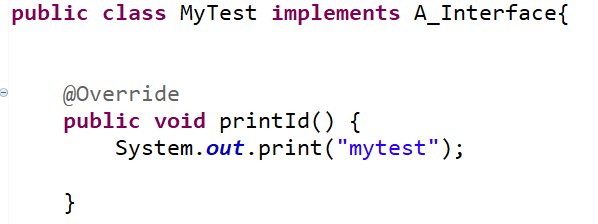 public class MyTest implements A_Interface{
@Override
public void printId() {
System.out.print("mytest");
}